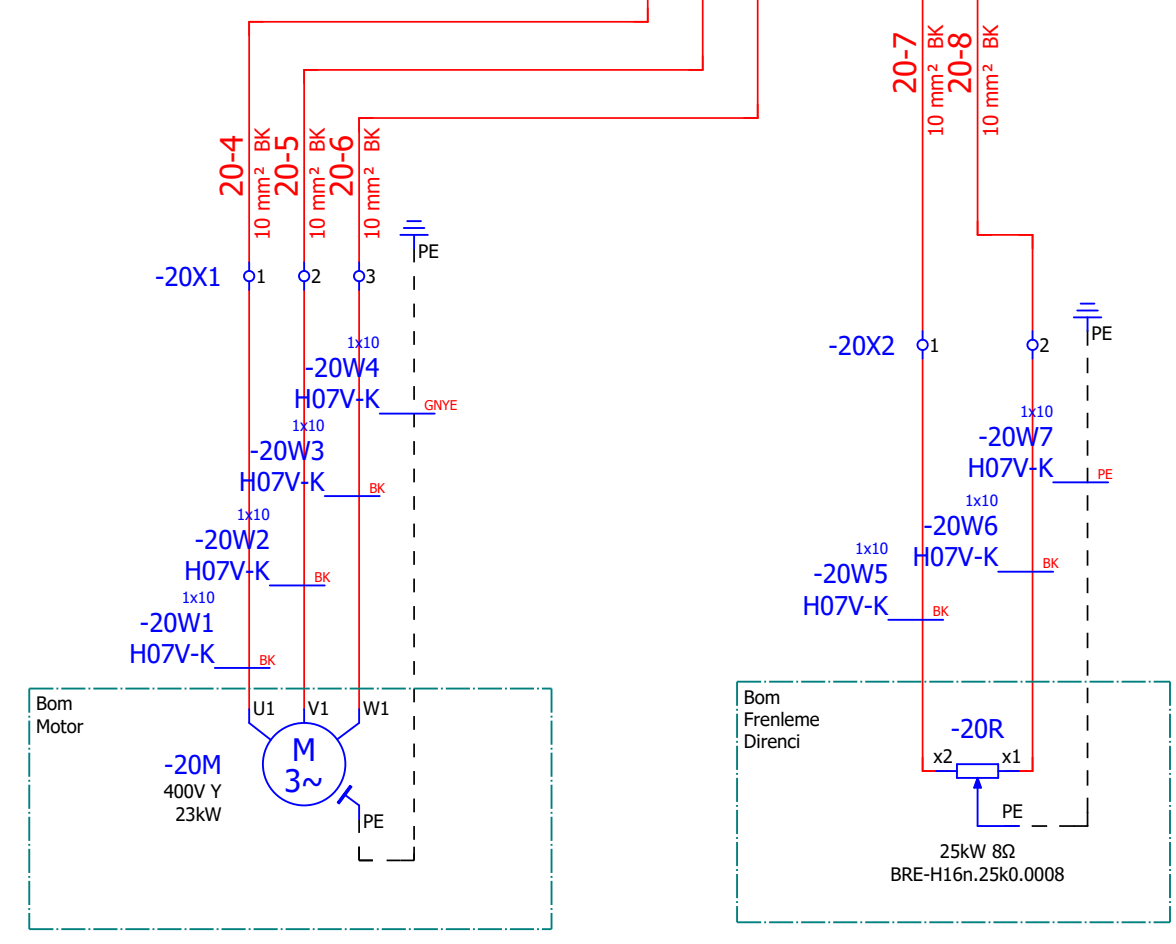 20-4
10 mm² BK
20-5
10 mm² BK
20-6
10 mm² BK
PE
-20X1
1
2
3
1x10
-20W4
H07V-K
GNYE
1x10
-20W3
H07V-K
BK
1x10
-20W2
H07V-K
BK
1x10
-20W1
H07V-K
BK
Bom
Motor
U1
V1
W1
-20M
400V Y
23kW
M
3~
PE
20-7
10 mm² BK
20-8
10 mm² BK
PE
-20X2
1
2
1x10
-20W7
H07V-K
PE
1x10
-20W6
H07V-K
BK
1x10
-20W5
H07V-K
BK
Bom
Frenleme
Direnci
-20R
x2
x1
PE
25kW 8Ω
BRE-H16n.25k0.0008